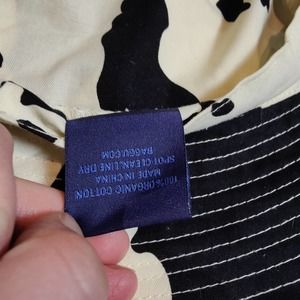 100% ORGANIC COTTON
MADE IN CHINA
SPOT CLEAN, LINE DRY
BAGGU.COM